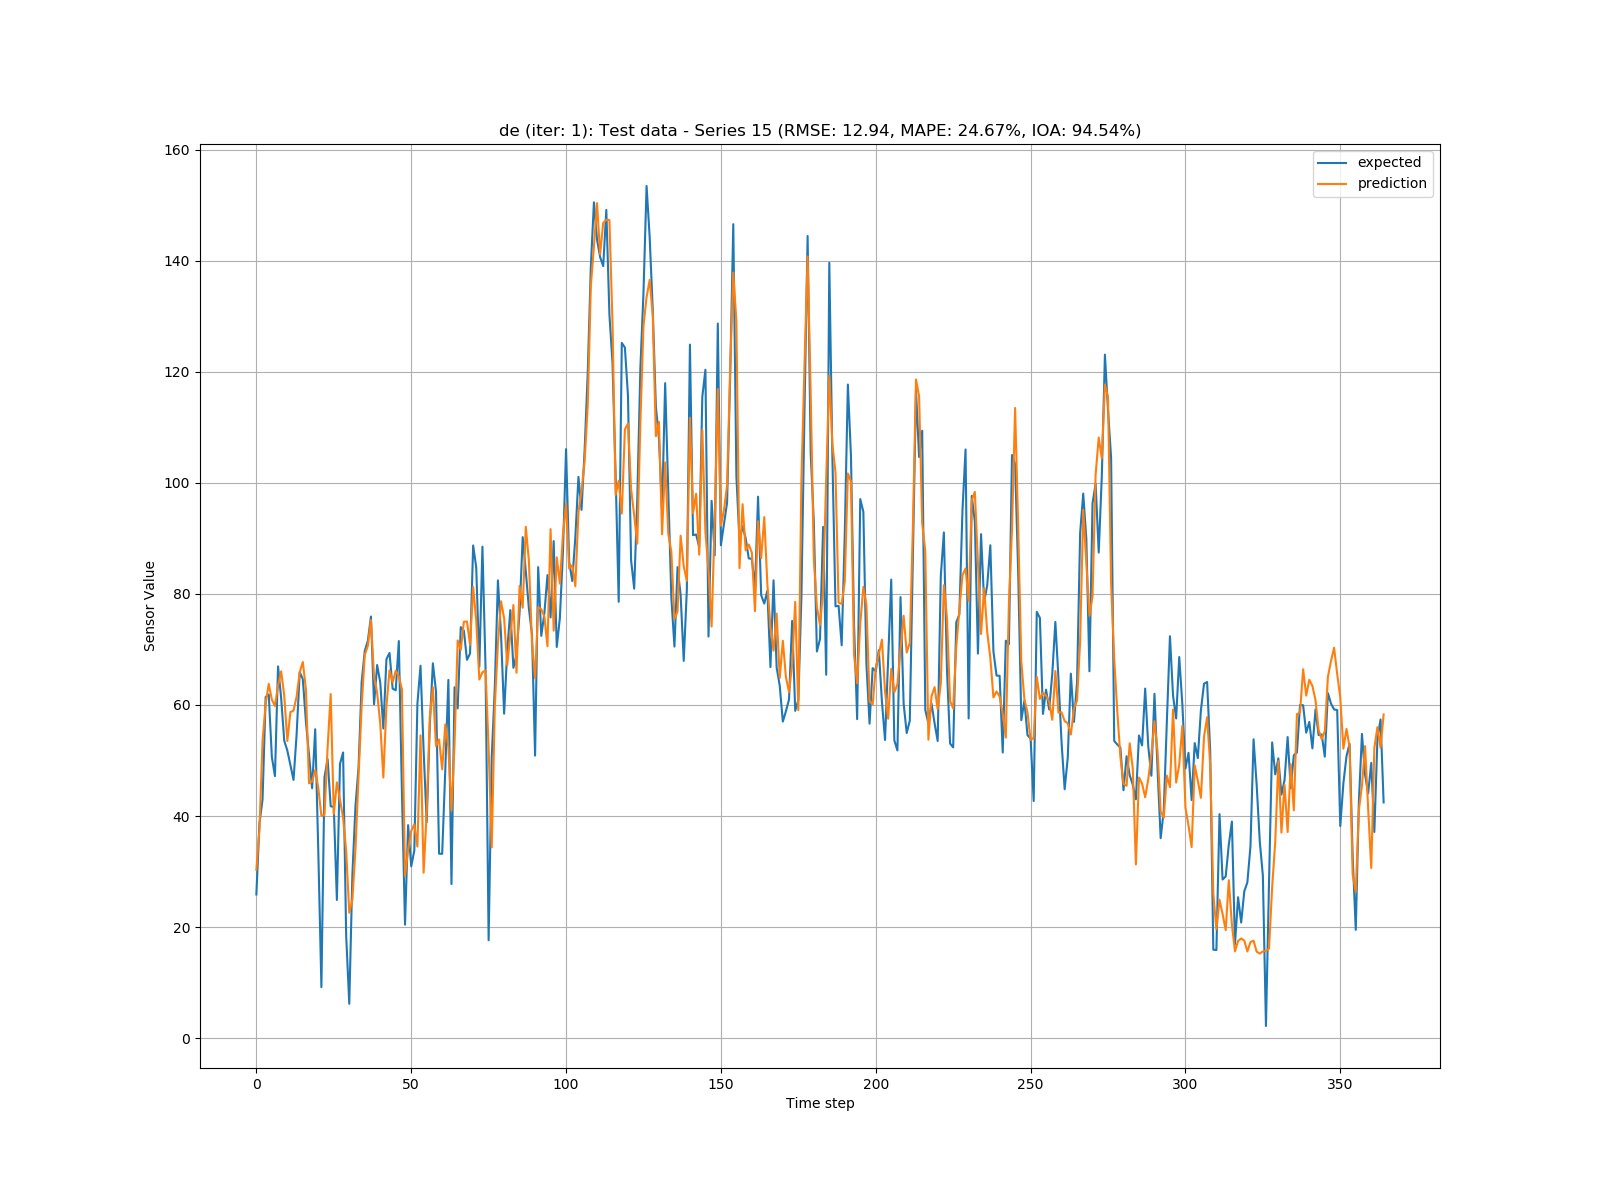 de (iter: 1): Test data - Series 15 (RMSE: 12.94, MAPE: 24.67%, IOA: 94.54%)
expected
prediction
160
140
120
100
80
60
40
20
0
Sensor Value
0 50 100 150 200 250 300 350
Time step